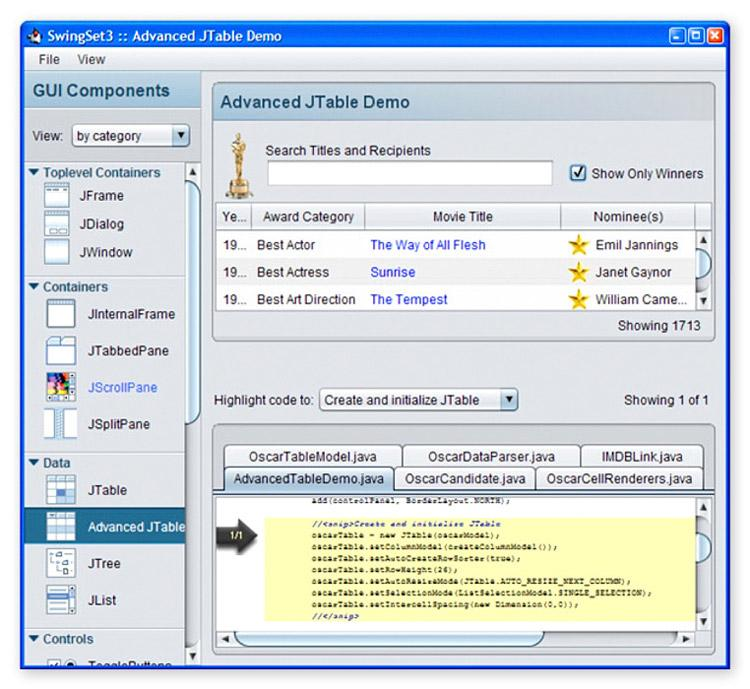 SwingSet3 :: Advanced JTable Demo
File View
GUI Components
View: by category
Toplevel Containers
JFrame
JDialog
JWindow
Containers
JInternalFrame
JTabbedPane
JScrollPane
JSplitPane
Data
JTable
Advanced JTable
JTree
JList
Controls
ToggleButtons
Advanced JTable Demo
Search Titles and Recipients
Show Only Winners
Ye... Award Category Movie Title Nominee(s)
19... Best Actor The Way of All Flesh Emil Jannings
19... Best Actress Sunrise Janet Gaynor
19... Best Art Direction The Tempest William Came...
Showing 1713
Highlight code to: Create and initialize JTable Showing 1 of 1
OscarTableModel.java OscarDataParser.java IMDBLink.java
AdvancedTableDemo.java OscarCandidate.java OscarCellRenderers.java
add(controlPanel, BorderLayout.NORTH);
1/1
//<snip>Create and initialize JTable
oscarTable = new JTable(oscarModel);
oscarTable.setColumnModel(createColumnModel());
oscarTable.setAutoCreateRowSorter(true);
oscarTable.setRowHeight(26);
oscarTable.setAutoResizeMode(JTable.AUTO_RESIZE_NEXT_COLUMN);
oscarTable.setSelectionMode(ListSelectionModel.SINGLE_SELECTION);
oscarTable.setIntercellSpacing(new Dimension(0,0));
//</snip>